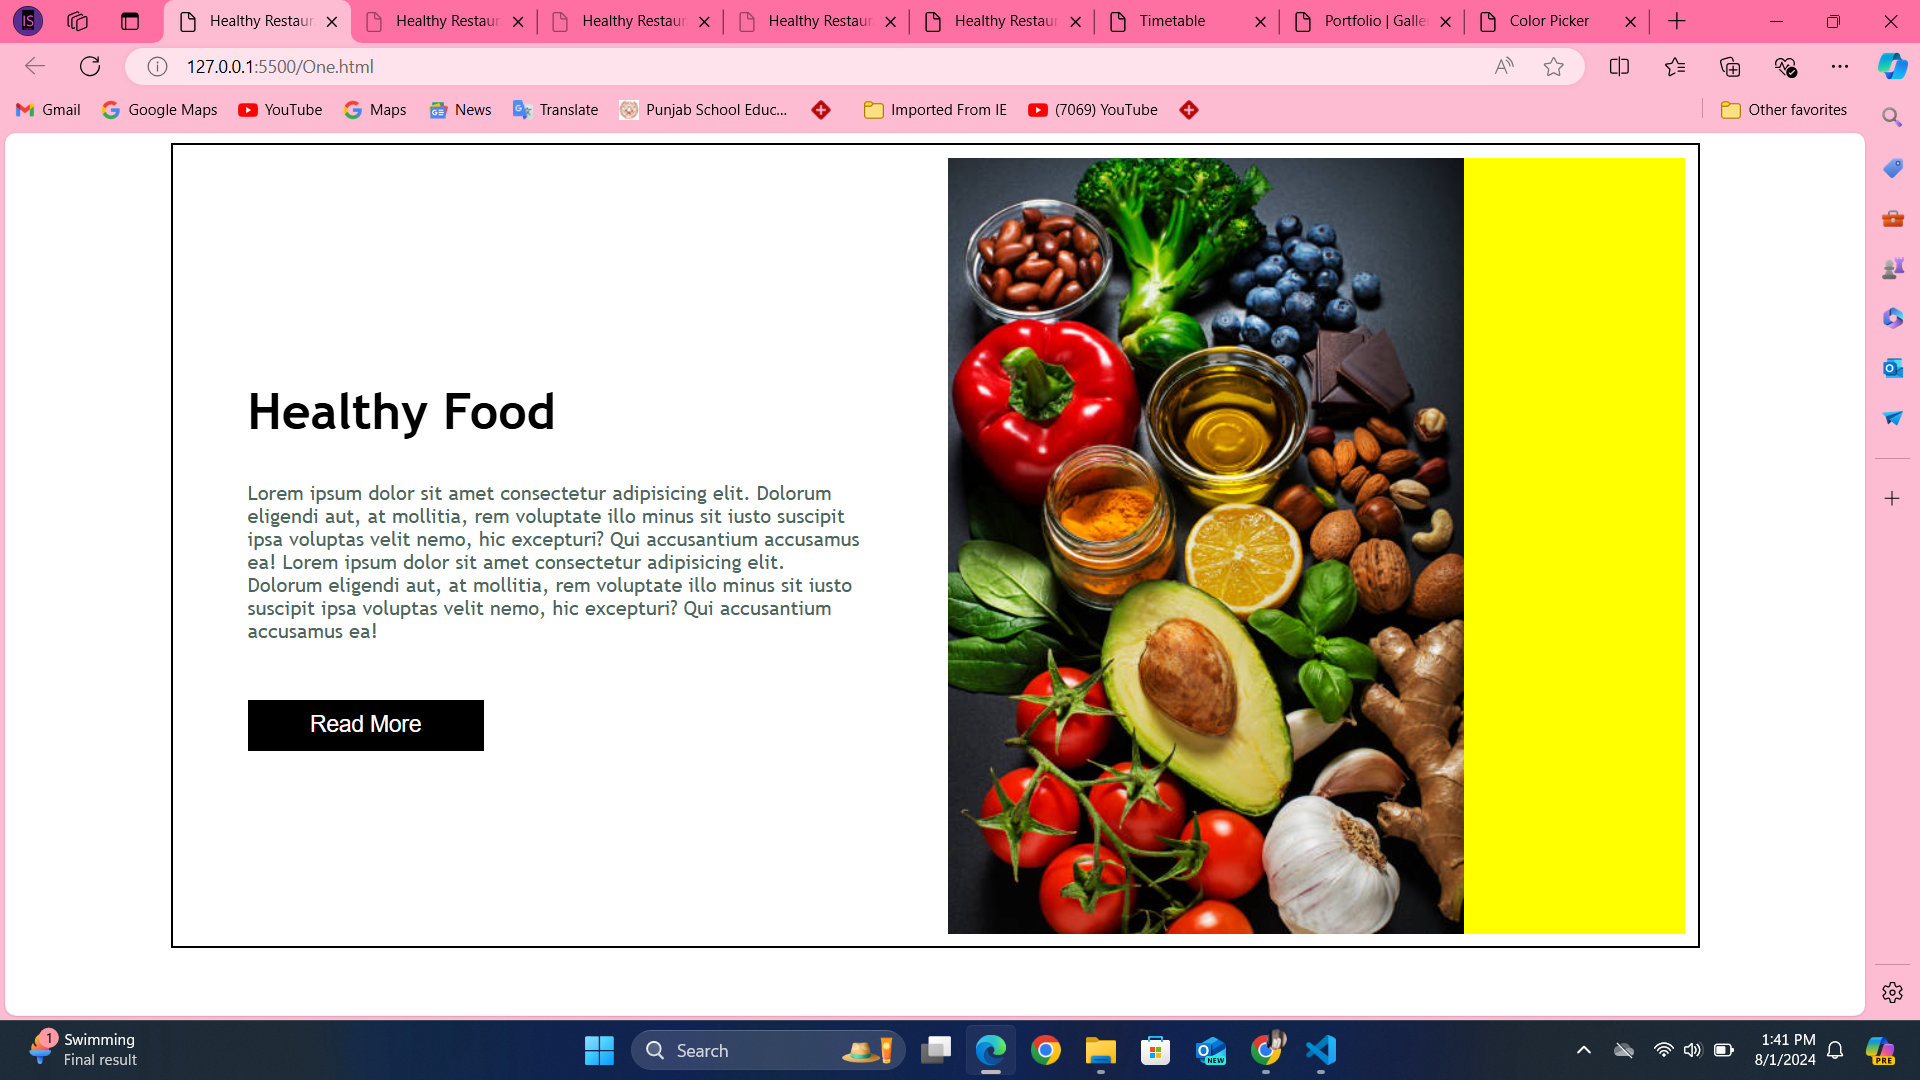 IS
Healthy Restaur
Healthy Restaur
Healthy Restaur
Healthy Restaur
Healthy Restaur
Timetable
Portfolio | Galle
Color Picker
127.0.0.1:5500/One.html
Gmail
Google Maps
YouTube
Maps
News
Translate
Punjab School Educ...
Imported From IE
(7069) YouTube
Other favorites
Healthy Food
Lorem ipsum dolor sit amet consectetur adipisicing elit. Dolorum
eligendi aut, at mollitia, rem voluptate illo minus sit iusto suscipit
ipsa voluptas velit nemo, hic excepturi? Qui accusantium accusamus
ea! Lorem ipsum dolor sit amet consectetur adipisicing elit.
Dolorum eligendi aut, at mollitia, rem voluptate illo minus sit iusto
suscipit ipsa voluptas velit nemo, hic excepturi? Qui accusantium
accusamus ea!
Read More
1
Swimming
Final result
Search
NEW
1:41 PM
8/1/2024
PRE